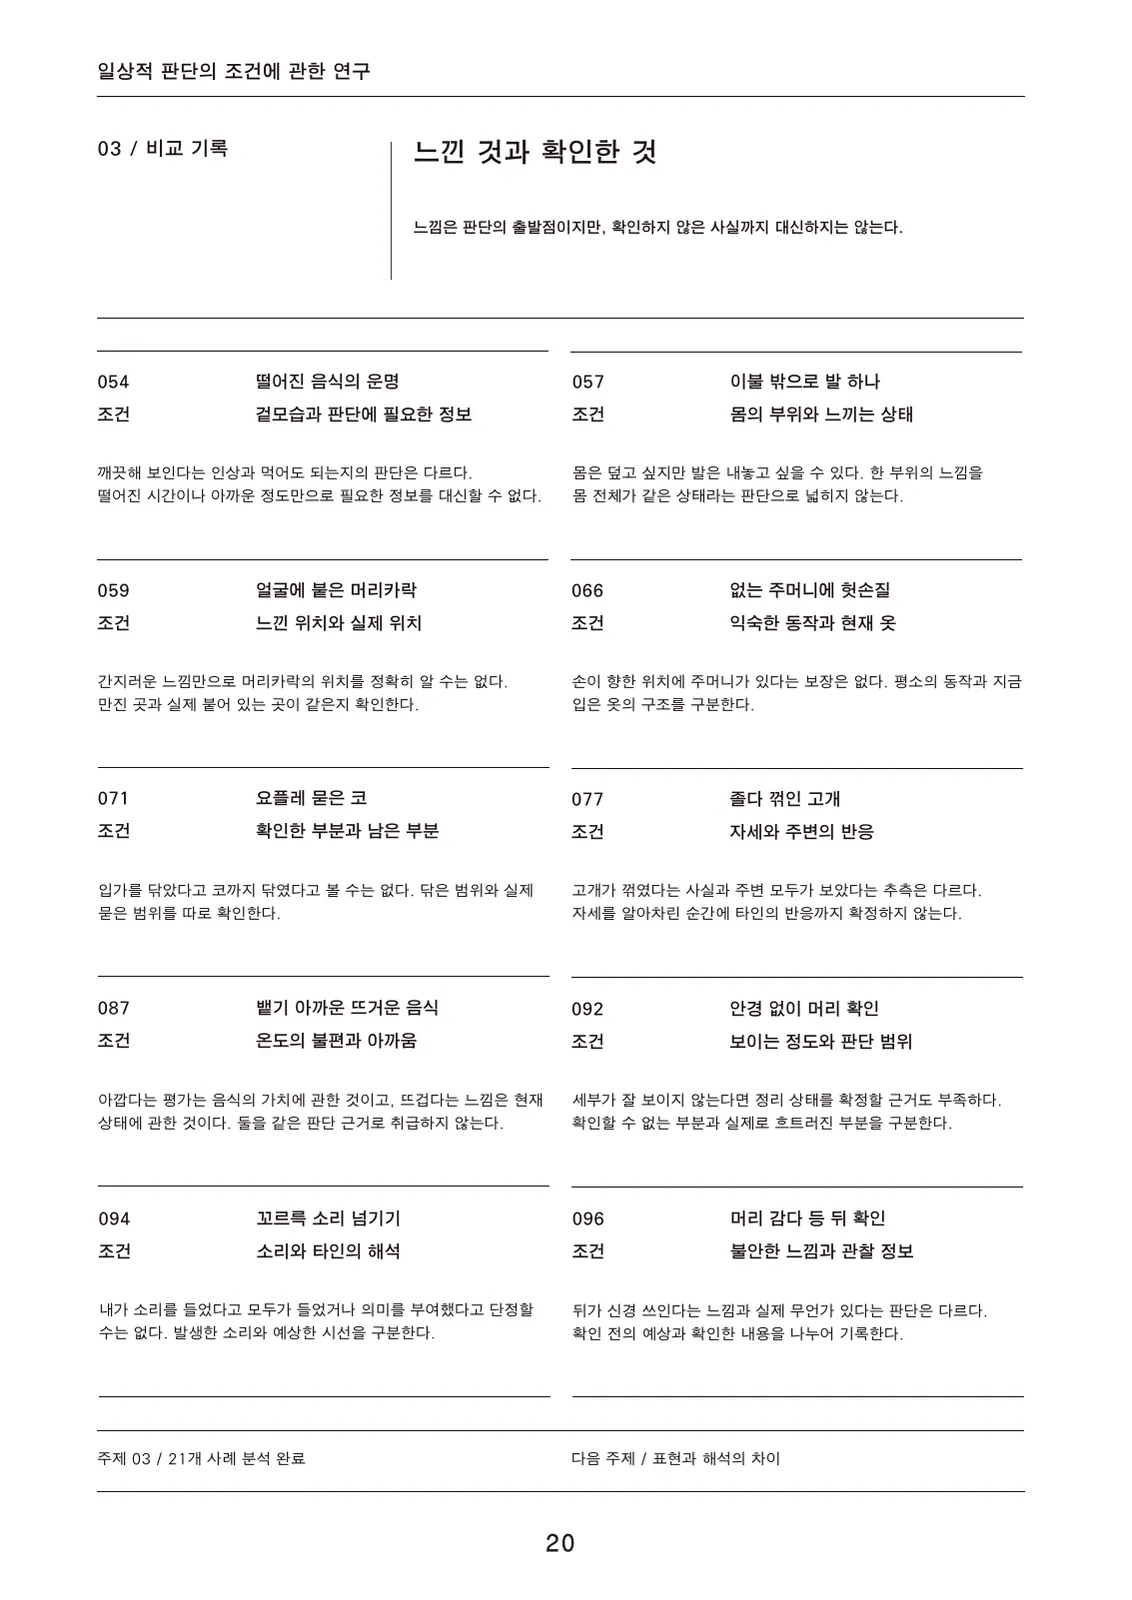 일상적 판단의 조건에 관한 연구
03 / 비교 기록
느낀 것과 확인한 것
느낌은 판단의 출발점이지만, 확인하지 않은 사실까지 대신하지는 않는다.
054 떨어진 음식의 운명
조건 겉모습과 판단에 필요한 정보
깨끗해 보인다는 인상과 먹어도 되는지의 판단은 다르다.
떨어진 시간이나 아까운 정도만으로 필요한 정보를 대신할 수 없다.
057 이불 밖으로 발 하나
조건 몸의 부위와 느끼는 상태
몸은 덮고 싶지만 발은 내놓고 싶을 수 있다. 한 부위의 느낌을
몸 전체가 같은 상태라는 판단으로 넓히지 않는다.
059 얼굴에 붙은 머리카락
조건 느낀 위치와 실제 위치
간지러운 느낌만으로 머리카락의 위치를 정확히 알 수는 없다.
만진 곳과 실제 붙어 있는 곳이 같은지 확인한다.
066 없는 주머니에 헛손질
조건 익숙한 동작과 현재 옷
손이 향한 위치에 주머니가 있다는 보장은 없다. 평소의 동작과 지금
입은 옷의 구조를 구분한다.
071 요플레 묻은 코
조건 확인한 부분과 남은 부분
입가를 닦았다고 코까지 닦였다고 볼 수는 없다. 닦은 범위와 실제
묻은 범위를 따로 확인한다.
077 졸다 꺾인 고개
조건 자세와 주변의 반응
고개가 꺾였다는 사실과 주변 모두가 보았다는 추측은 다르다.
자세를 알아차린 순간에 타인의 반응까지 확정하지 않는다.
087 뱉기 아까운 뜨거운 음식
조건 온도의 불편과 아까움
아깝다는 평가는 음식의 가치에 관한 것이고, 뜨겁다는 느낌은 현재
상태에 관한 것이다. 둘을 같은 판단 근거로 취급하지 않는다.
092 안경 없이 머리 확인
조건 보이는 정도와 판단 범위
세부가 잘 보이지 않는다면 정리 상태를 확정할 근거도 부족하다.
확인할 수 없는 부분과 실제로 흐트러진 부분을 구분한다.
094 꼬르륵 소리 넘기기
조건 소리와 타인의 해석
내가 소리를 들었다고 모두가 들었거나 의미를 부여했다고 단정할
수는 없다. 발생한 소리와 예상한 시선을 구분한다.
096 머리 감다 등 뒤 확인
조건 불안한 느낌과 관찰 정보
뒤가 신경 쓰인다는 느낌과 실제 무언가 있다는 판단은 다르다.
확인 전의 예상과 확인한 내용을 나누어 기록한다.
주제 03 / 21개 사례 분석 완료
다음 주제 / 표현과 해석의 차이
20